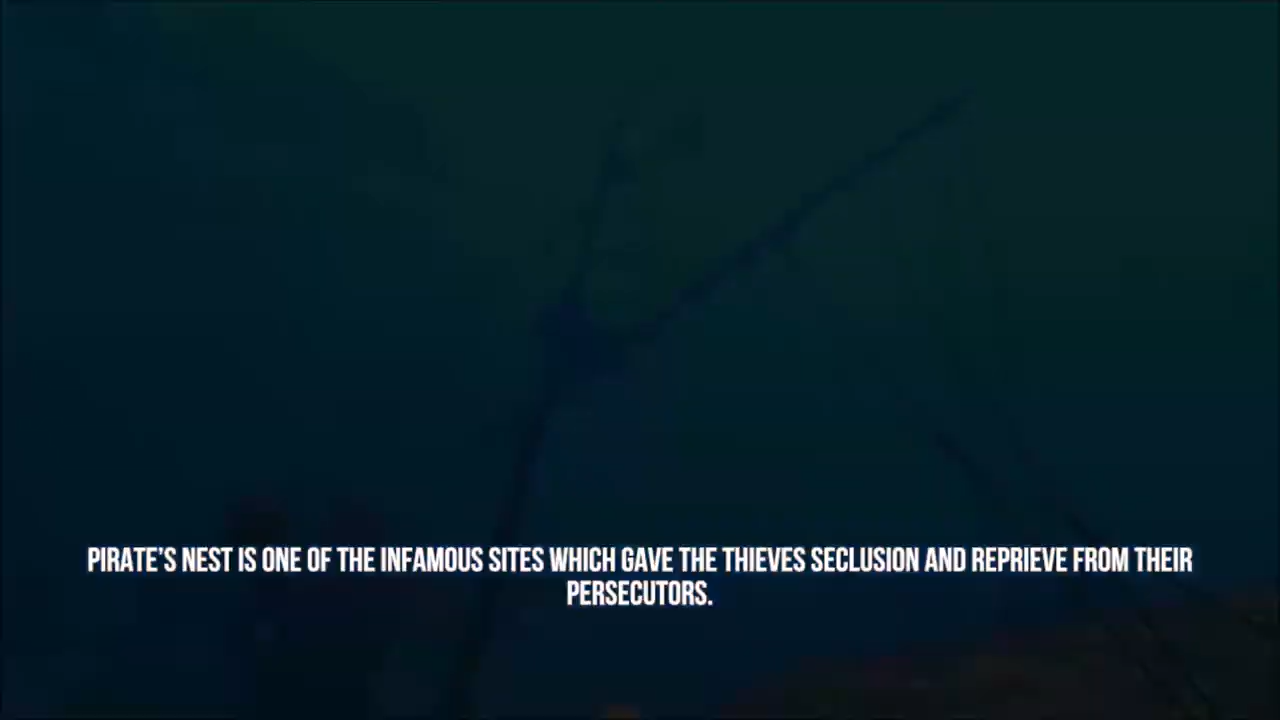 PIRATE'S NEST IS ONE OF THE INFAMOUS SITES WHICH GAVE THE THIEVES SECLUSION AND REPRIEVE FROM THEIR
PERSECUTORS.